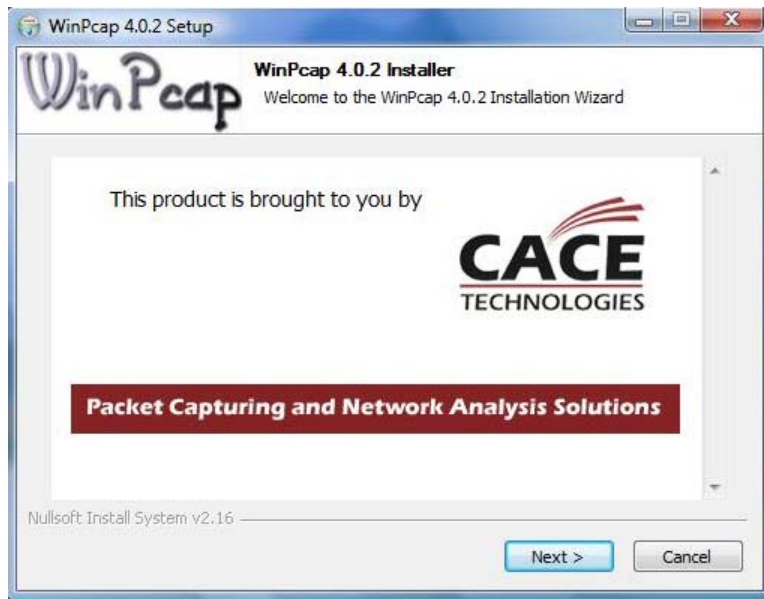 WinPcap 4.0.2 Setup
WinPcap
WinPcap 4.0.2 Installer
Welcome to the WinPcap 4.0.2 Installation Wizard
This product is brought to you by
CACE
TECHNOLOGIES
Packet Capturing and Network Analysis Solutions
Nullsoft Install System v2.16
Next >
Cancel